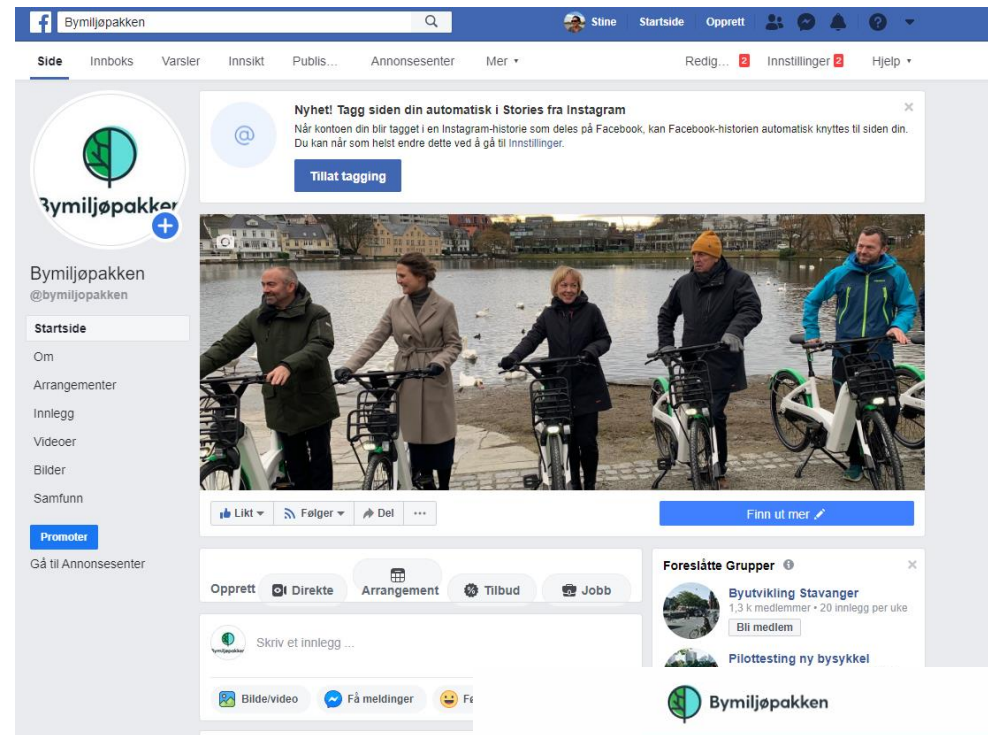 Bymiljøpakken
Stine Startside Opprett
Side Innboks Varsler Innsikt Publis... Annonsesenter Mer Redig... 2 Innstillinger 2 Hjelp
Nyhet! Tagg siden din automatisk i Stories fra Instagram
Når kontoen din blir tagget i en Instagram-historie som deles på Facebook, kan Facebook-historien automatisk knyttes til siden din.
Du kan når som helst endre dette ved å gå til Innstillinger.
Tillat tagging
Bymiljøpakken
@bymiljopakken
Startside
Om
Arrangementer
Innlegg
Videoer
Bilder
Samfunn
Promoter
Gå til Annonsesenter
Likt Følger Del ...
Finn ut mer
Opprett Direkte Arrangement Tilbud Jobb
Skriv et innlegg ...
Bilde/video Få meldinger
Foreslåtte Grupper
Byutvikling Stavanger
1,3 k medlemmer • 20 innlegg per uke
Bli medlem
Pilottesting ny bysykkel
Bymiljøpakken